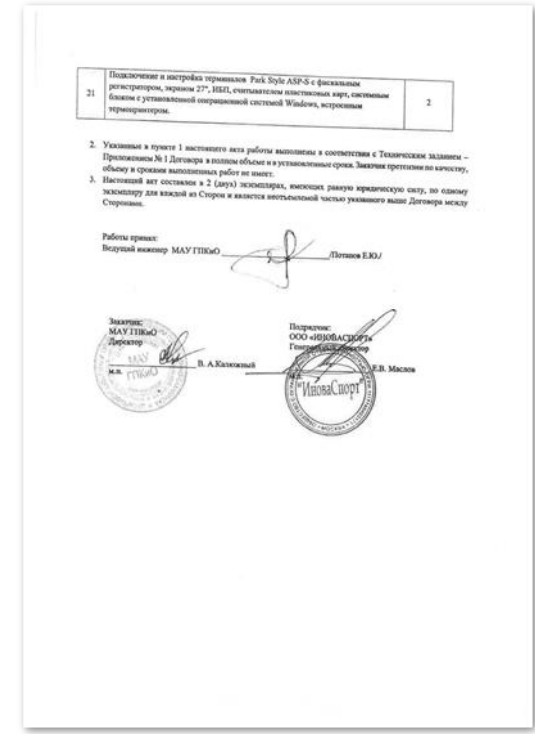 21
Подключение и настройка терминалов Park Style ASP-S с фискальным
регистратором, экраном 27", ИБП, считывателем пластиковых карт, системным
блоком с установленной операционной системой Windows, встроенным
термопринтером.
2
2. Указанные в пункте 1 настоящего акта работы выполнены в соответствии с Техническим заданием –
Приложением № 1 Договора в полном объеме и в установленные сроки. Заказчик претензии по качеству,
объему и срокам выполненных работ не имеет.
3. Настоящий акт составлен в 2 (двух) экземплярах, имеющих равную юридическую силу, по одному
экземпляру для каждой из Сторон и является неотъемлемой частью указанного выше Договора между
Сторонами.
Работы принял:
Ведущий инженер МАУ ГПКиО /Потапов Е.Ю./
Заказчик:
МАУ ГПКиО
Директор
В. А.Калюжный
м.п.
МАУ
ГПКиО
Подрядчик:
ООО «ИНОВАСПОРТ»
Генеральный директор
Е.В. Маслов
м.п.
"ИноваСпорт"
МОСКВА